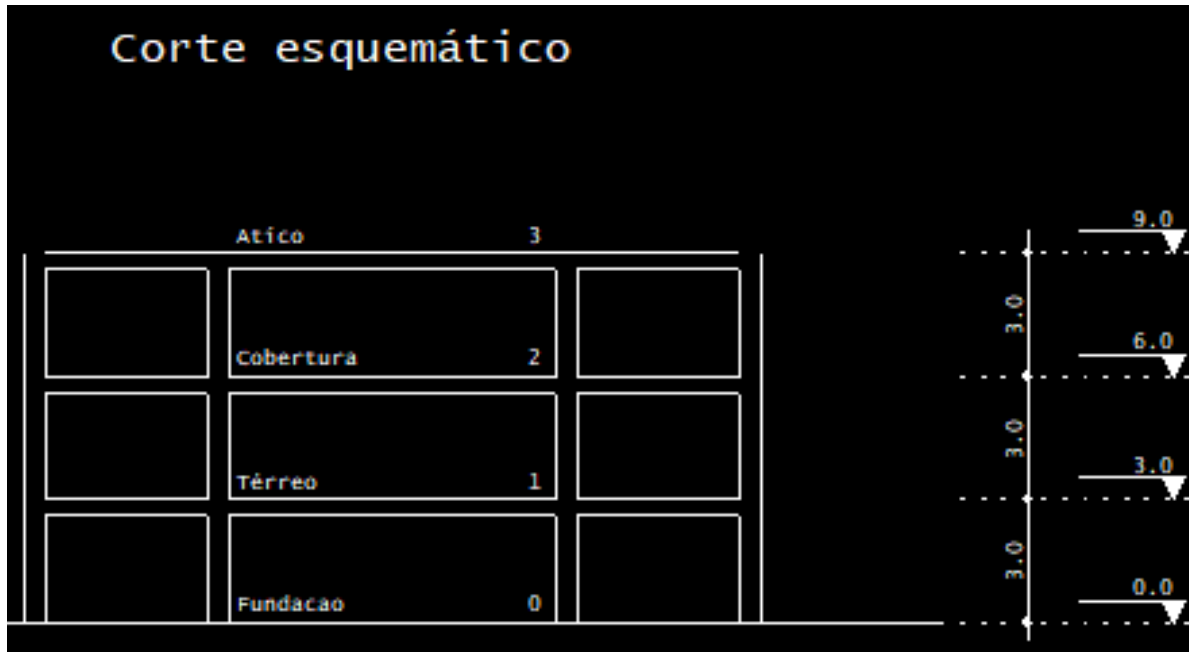 Corte esquemático
9.0
Atico 3
3.0
6.0
Cobertura 2
3.0
3.0
Térreo 1
3.0
0.0
Fundacao 0